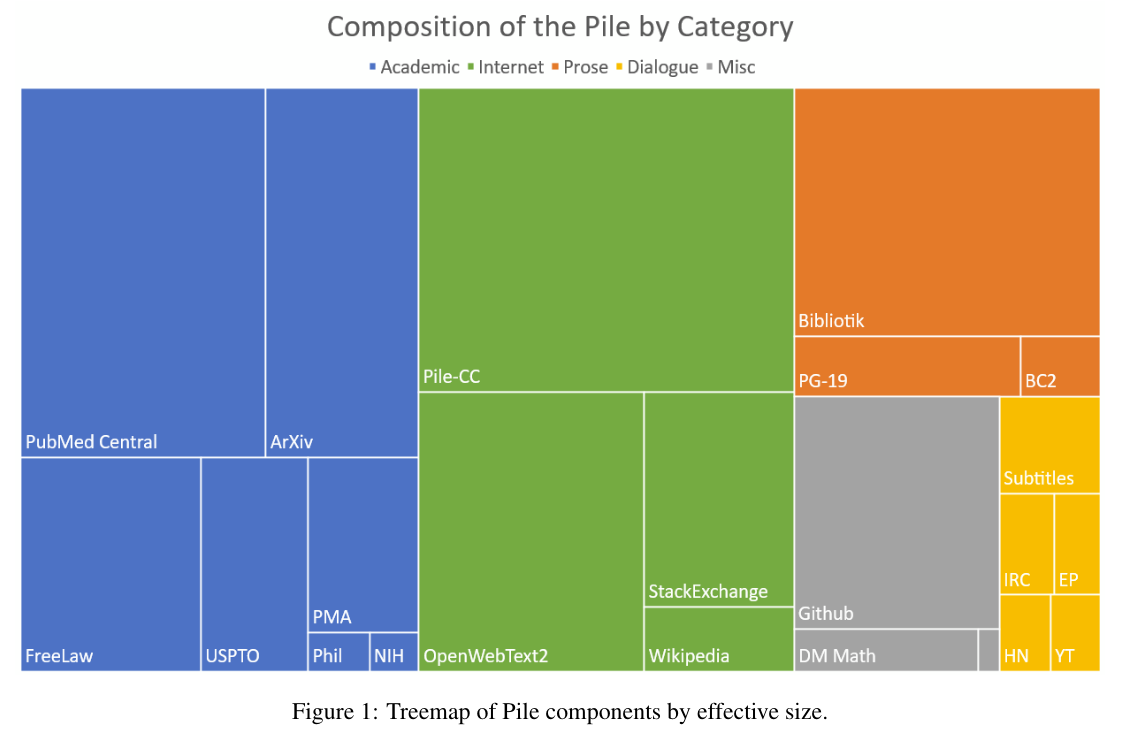 Composition of the Pile by Category
Academic Internet Prose Dialogue Misc
PubMed Central
ArXiv
FreeLaw
USPTO
PMA
Phil
NIH
Pile-CC
OpenWebText2
StackExchange
Wikipedia
Bibliotik
PG-19
BC2
Github
DM Math
Subtitles
IRC
EP
HN
YT
Figure 1: Treemap of Pile components by effective size.